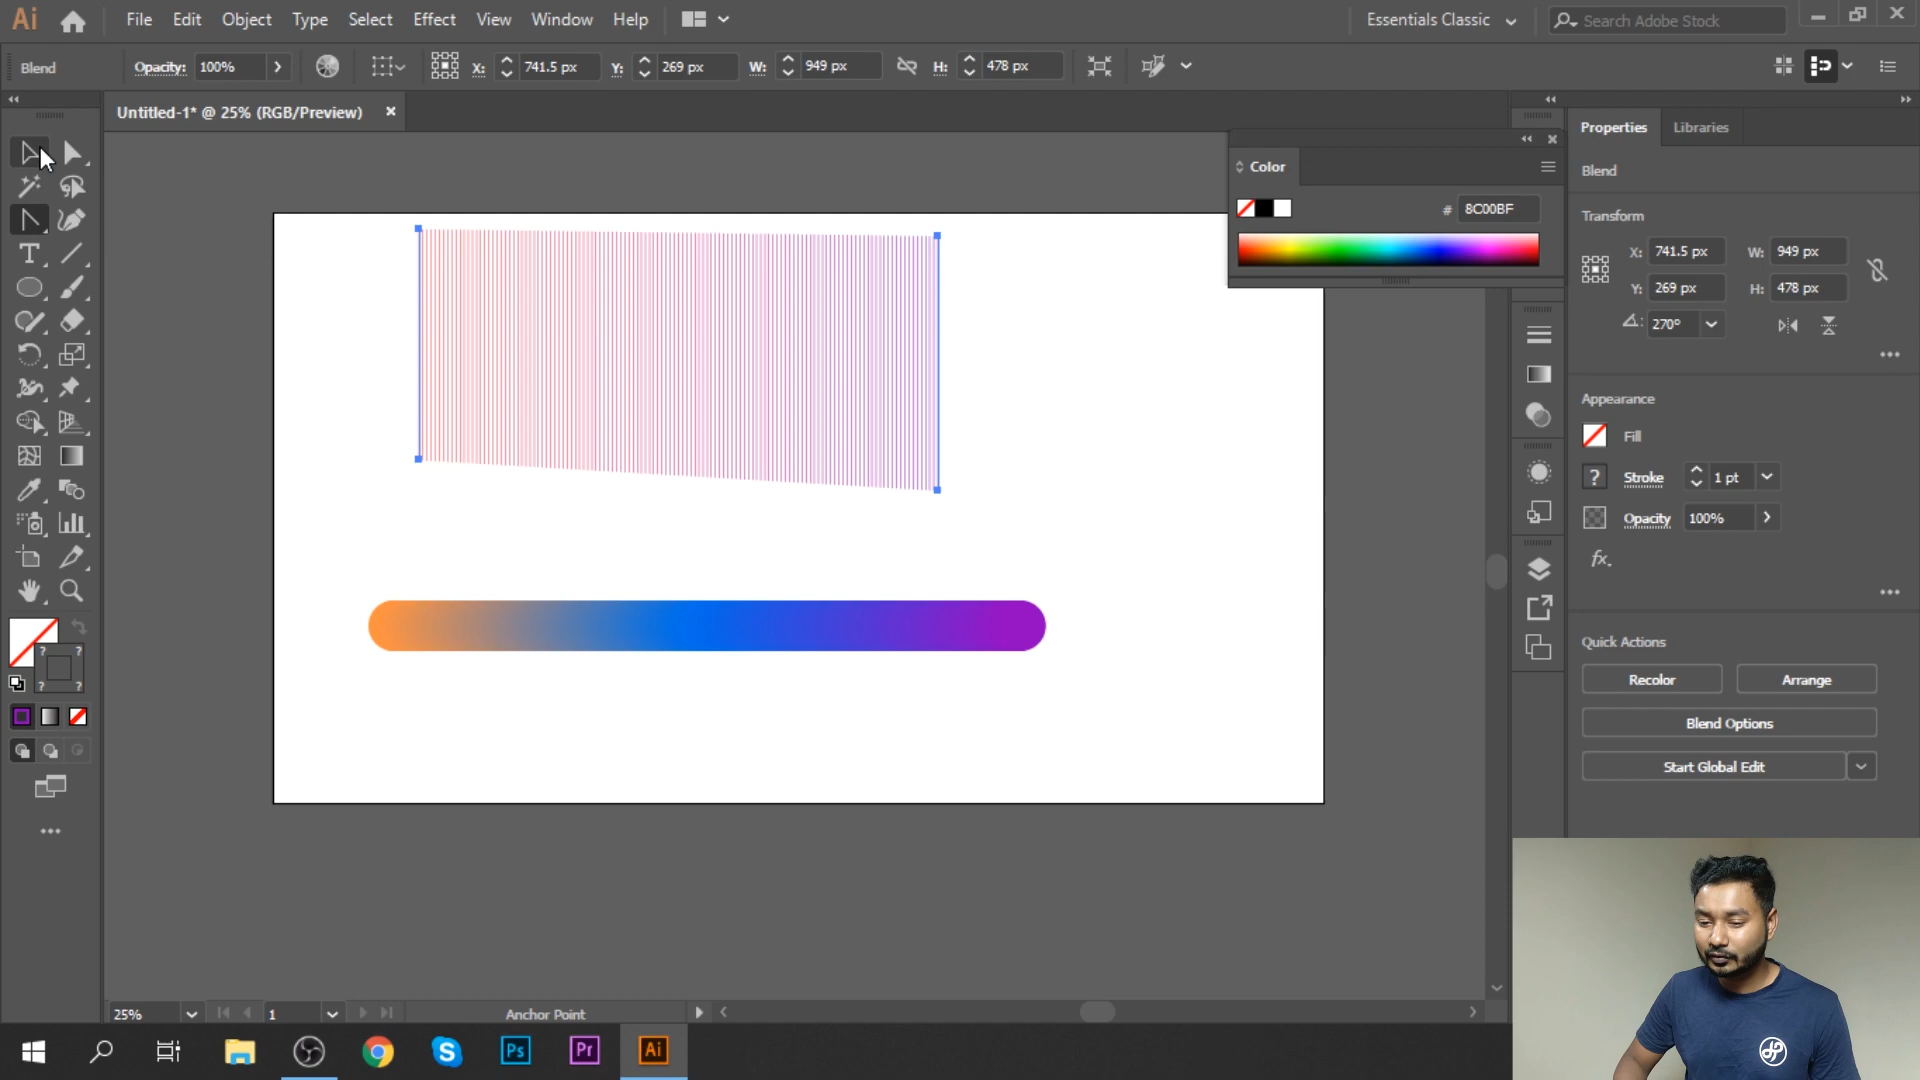 Ai File Edit Object Type Select Effect View Window Help Essentials Classic Search Adobe Stock
Blend Opacity: 100% X: 741.5 px Y: 269 px W: 949 px H: 478 px
Untitled-1* @ 25% (RGB/Preview)
Properties Libraries
Color
Blend
# 8C00BF
Transform
X: 741.5 px W: 949 px
Y: 269 px H: 478 px
270°
Appearance
Fill
? Stroke 1 pt
Opacity 100%
fx.
Quick Actions
Recolor Arrange
Blend Options
Start Global Edit
T
? ?
? ?
25% 1 Anchor Point
Ps Pr Ai